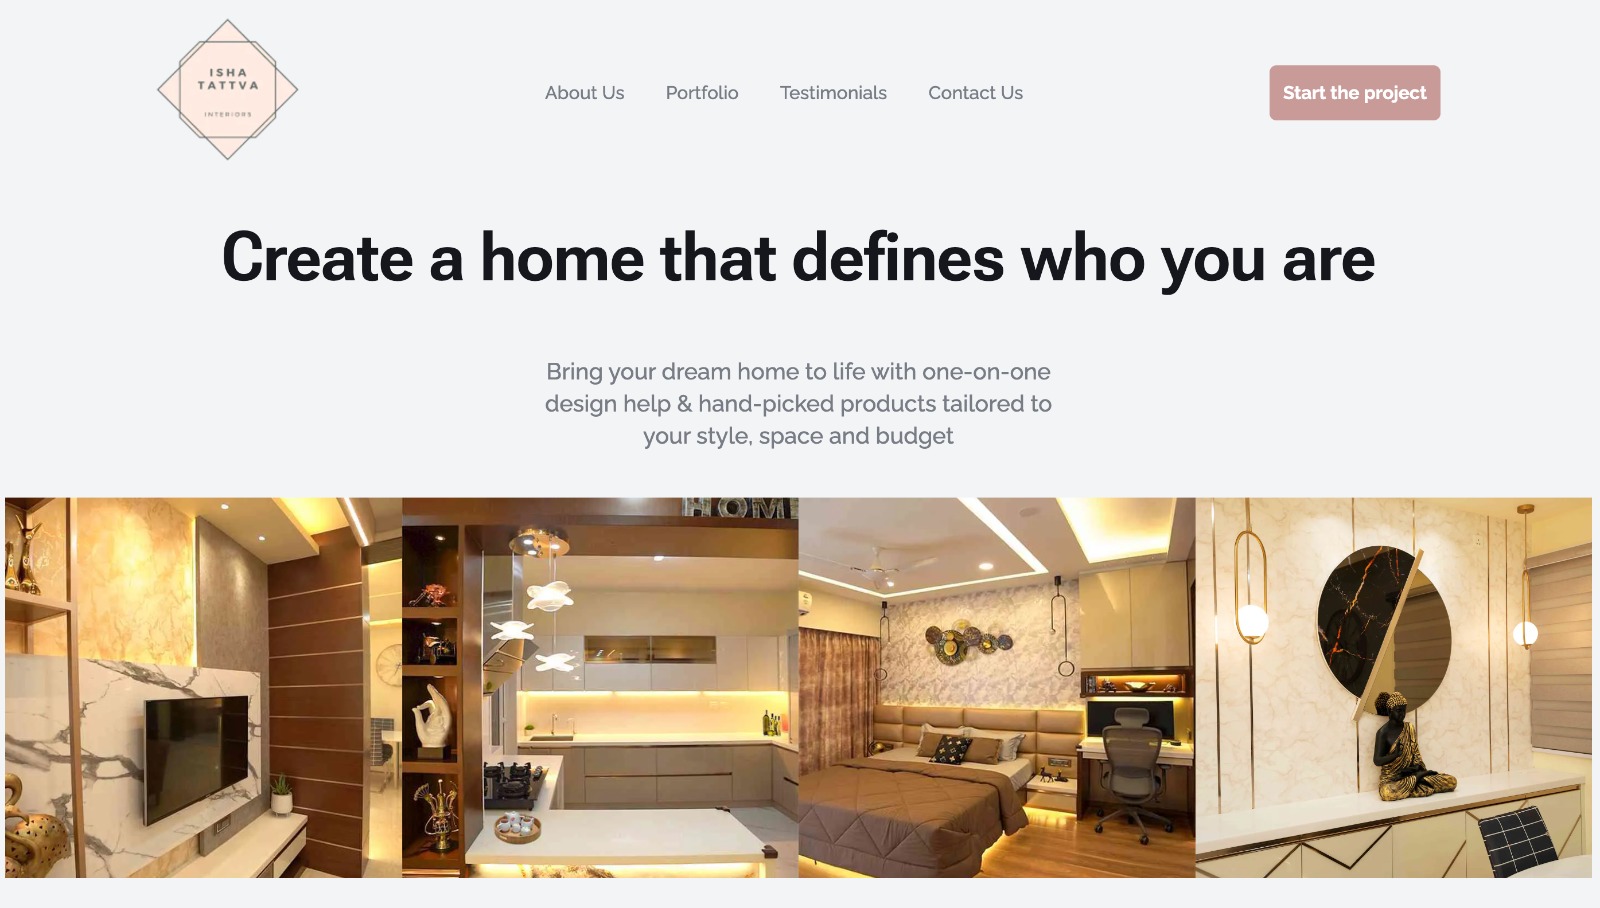 ISHA
TATTVA
INTERIORS
About Us
Portfolio
Testimonials
Contact Us
Start the project
Create a home that defines who you are
Bring your dream home to life with one-on-one
design help & hand-picked products tailored to
your style, space and budget